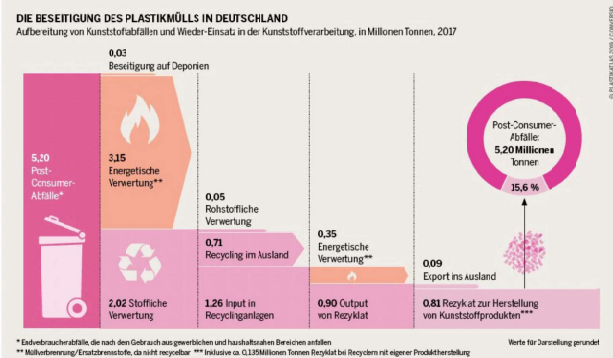 DIE BESEITIGUNG DES PLASTIKMÜLLS IN DEUTSCHLAND
Aufbereitung von Kunststoffabfällen und Wieder-Einsatz in der Kunststoffverarbeitung, in Millionen Tonnen, 2017
© PLASTIKATLAS 2019 / CONVERSIO
0,03
Beseitigung auf Deponien
5,20
Post-
Consumer-
Abfälle*
3,15
Energetische
Verwertung**
2,02 Stoffliche
Verwertung
0,05
Rohstoffliche
Verwertung
0,71
Recycling im Ausland
1,26 Input in
Recyclinganlagen
0,35
Energetische
Verwertung**
0,90 Output
von Rezyklat
0,09
Export ins Ausland
0,81 Rezyklat zur Herstellung
von Kunststoffprodukten***
Post-Consumer-
Abfälle:
5,20 Millionen
Tonnen
15,6 %
* Endverbraucherabfälle, die nach dem Gebrauch aus gewerblichen und haushaltsnahen Bereichen anfallen
Werte für Darstellung gerundet
** Müllverbrennung/Ersatzbrennstoffe, da nicht recycelbar *** Inklusive ca. 0,135 Millionen Tonnen Rezyklat bei Recyclern mit eigener Produktherstellung